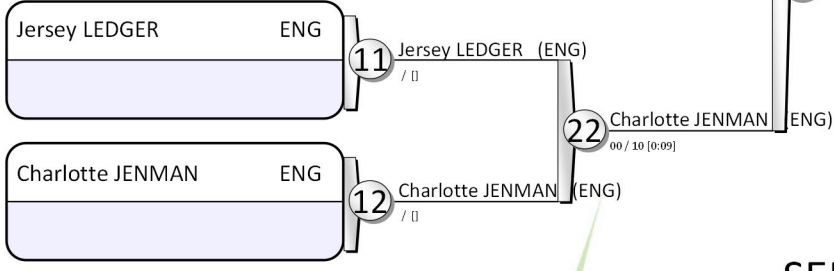 Jersey LEDGER ENG
11
Jersey LEDGER (ENG)
/ []
22
Charlotte JENMAN (ENG)
00 / 10 [0:09]
Charlotte JENMAN ENG
12
Charlotte JENMAN (ENG)
/ []